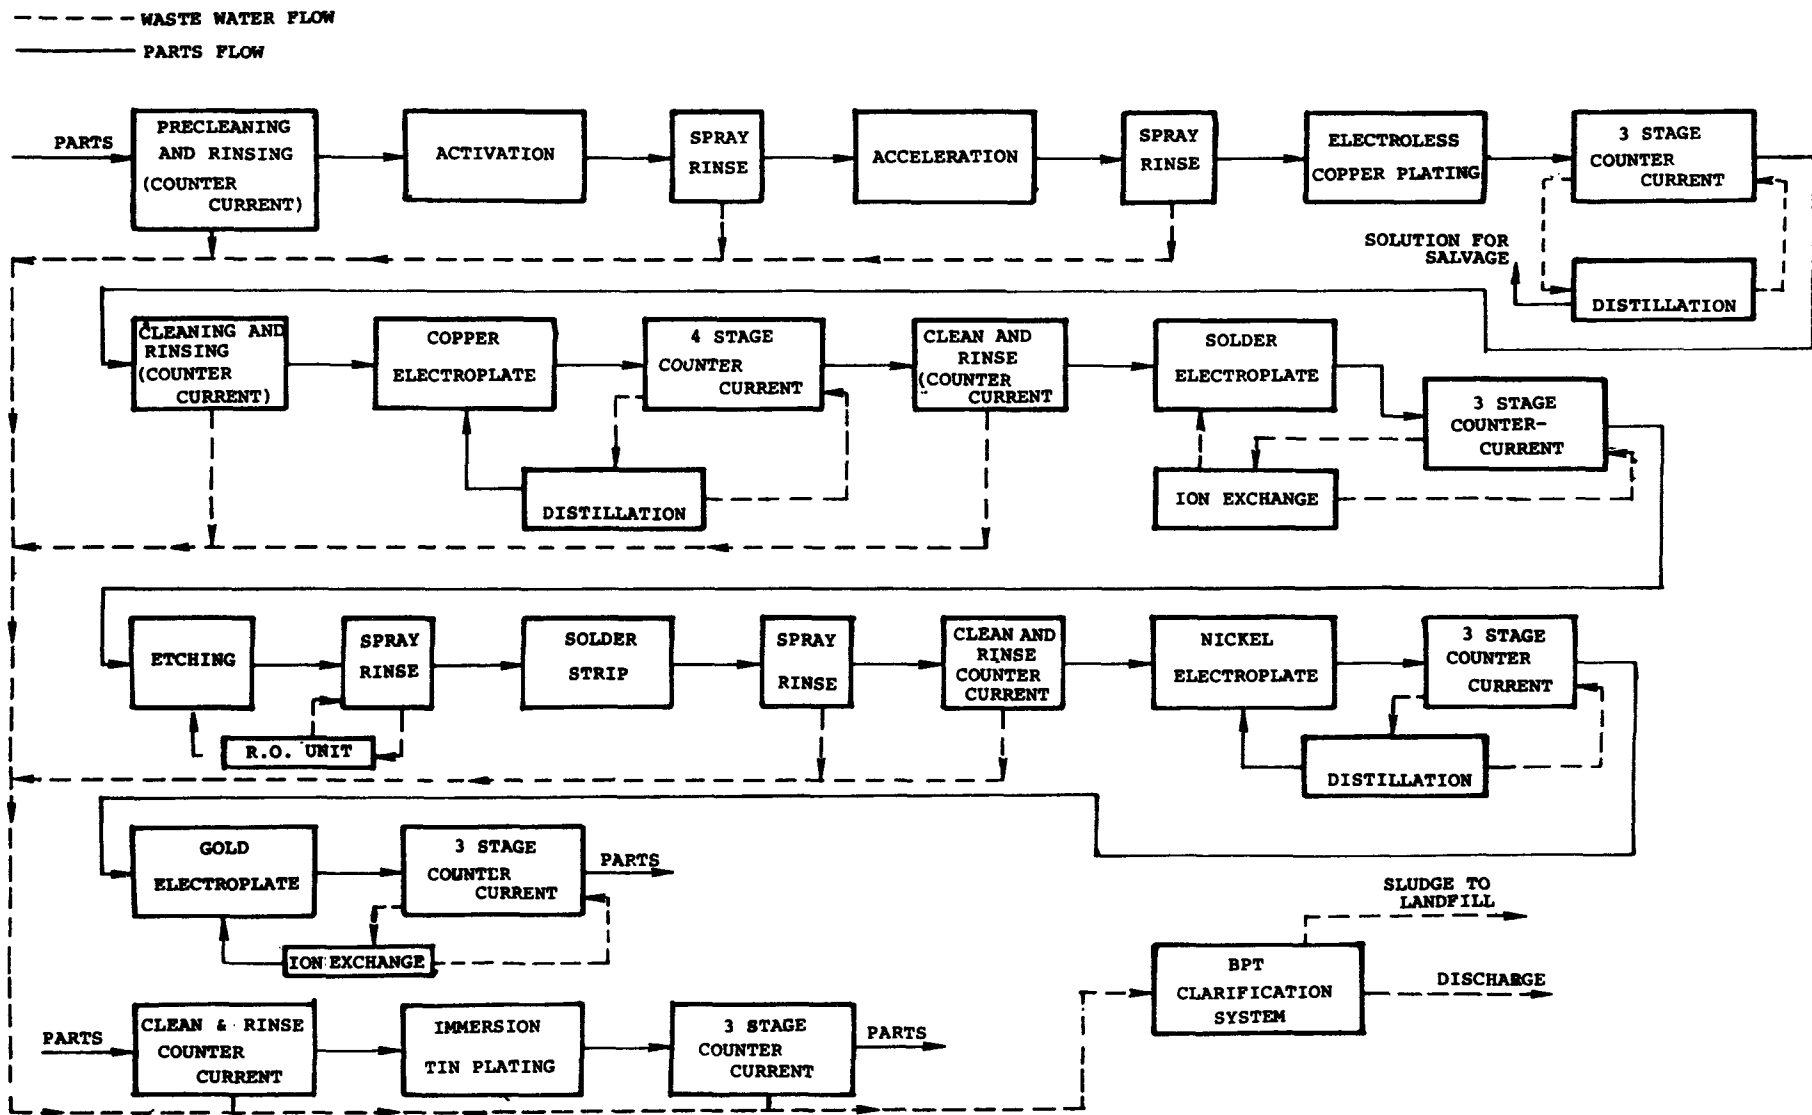 WASTE WATER FLOW
PARTS FLOW
PARTS
PRECLEANING
AND RINSING
(COUNTER
CURRENT)
ACTIVATION
SPRAY
RINSE
ACCELERATION
SPRAY
RINSE
ELECTROLESS
COPPER PLATING
3 STAGE
COUNTER
CURRENT
SOLUTION FOR
SALVAGE
DISTILLATION
CLEANING AND
RINSING
(COUNTER
CURRENT)
COPPER
ELECTROPLATE
4 STAGE
COUNTER
CURRENT
DISTILLATION
CLEAN AND
RINSE
(COUNTER
CURRENT
SOLDER
ELECTROPLATE
3 STAGE
COUNTER-
CURRENT
ION EXCHANGE
ETCHING
SPRAY
RINSE
R.O. UNIT
SOLDER
STRIP
SPRAY
RINSE
CLEAN AND
RINSE
COUNTER
CURRENT
NICKEL
ELECTROPLATE
3 STAGE
COUNTER
CURRENT
DISTILLATION
GOLD
ELECTROPLATE
3 STAGE
COUNTER
CURRENT
PARTS
ION EXCHANGE
SLUDGE TO
LANDFILL
BPT
CLARIFICATION
SYSTEM
DISCHARGE
PARTS
CLEAN & RINSE
COUNTER
CURRENT
IMMERSION
TIN PLATING
3 STAGE
COUNTER
CURRENT
PARTS